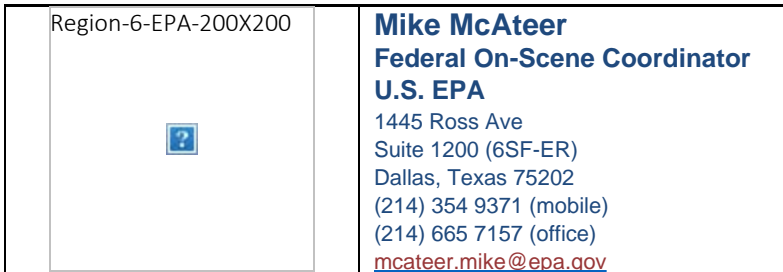 Region-6-EPA-200X200
Mike McAteer
Federal On-Scene Coordinator
U.S. EPA
1445 Ross Ave
Suite 1200 (6SF-ER)
Dallas, Texas 75202
(214) 354 9371 (mobile)
(214) 665 7157 (office)
mcateer.mike@epa.gov